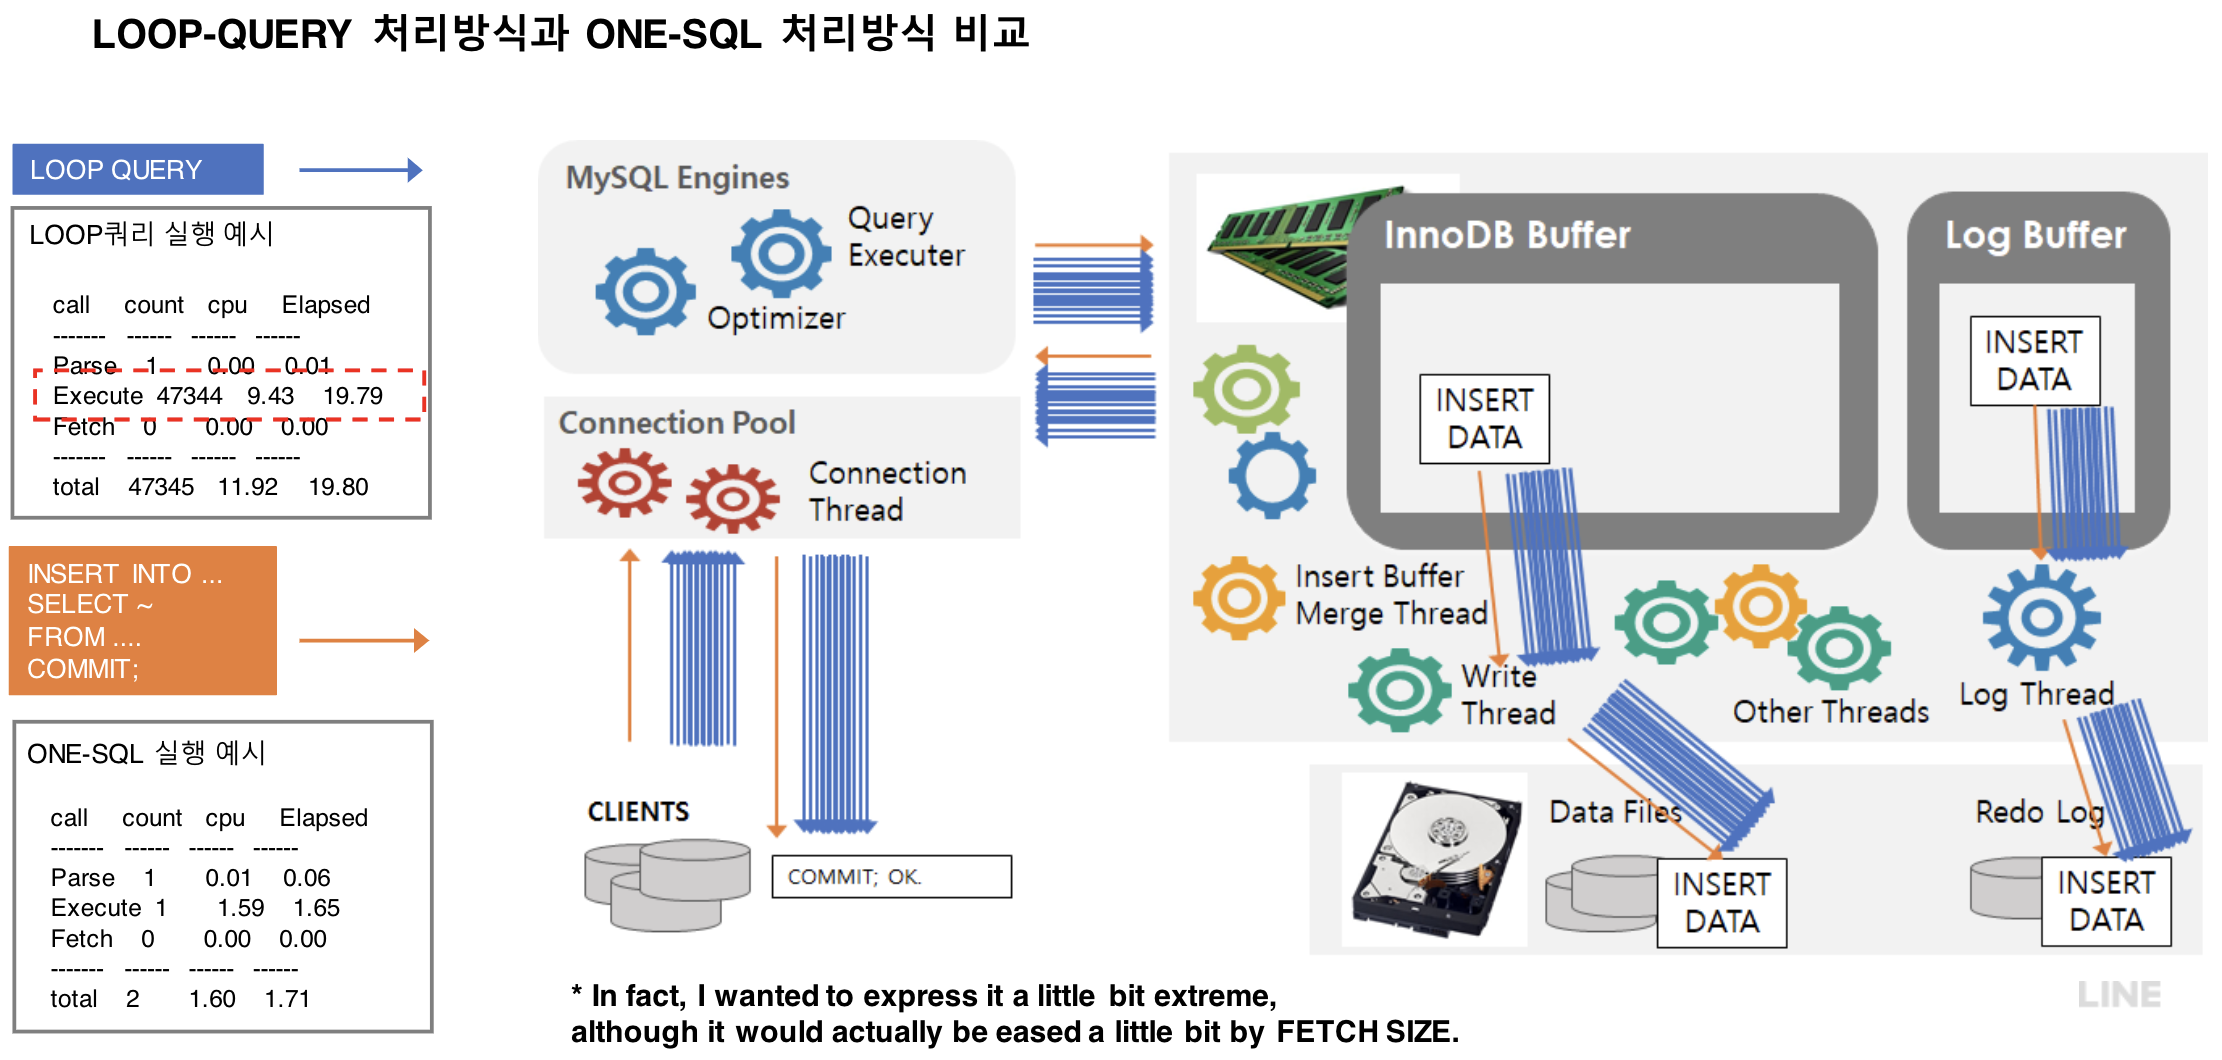 LOOP-QUERY 처리방식과 ONE-SQL 처리방식 비교
LOOP QUERY
LOOP쿼리 실행 예시
call count cpu Elapsed
------- ------ ------ ------
Parse 1 0.00 0.01
Execute 47344 9.43 19.79
Fetch 0 0.00 0.00
------- ------ ------ ------
total 47345 11.92 19.80
INSERT INTO ...
SELECT ~
FROM ....
COMMIT;
ONE-SQL 실행 예시
call count cpu Elapsed
------- ------ ------ ------
Parse 1 0.01 0.06
Execute 1 1.59 1.65
Fetch 0 0.00 0.00
------- ------ ------ ------
total 2 1.60 1.71
MySQL Engines
Query
Executer
Optimizer
Connection Pool
Connection
Thread
CLIENTS
COMMIT; OK.
InnoDB Buffer
INSERT
DATA
Log Buffer
INSERT
DATA
Insert Buffer
Merge Thread
Write
Thread
Other Threads
Log Thread
Data Files
INSERT
DATA
Redo Log
INSERT
DATA
* In fact, I wanted to express it a little bit extreme,
although it would actually be eased a little bit by FETCH SIZE.
LINE